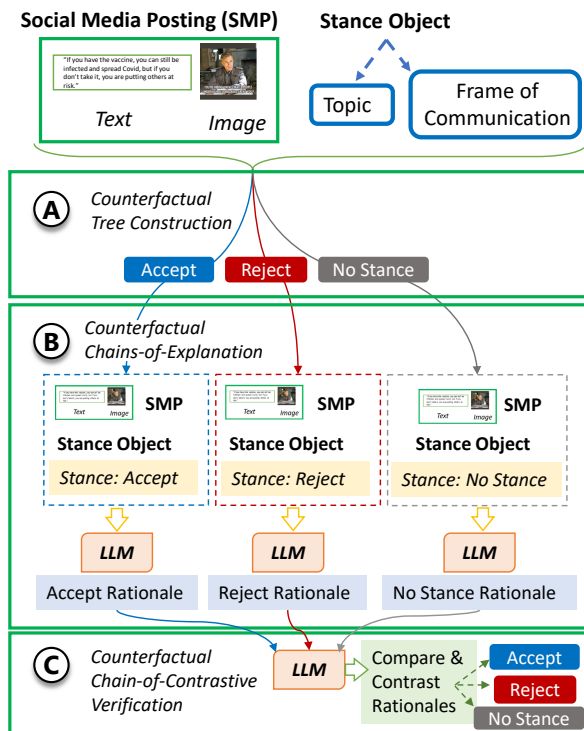 Social Media Posting (SMP)
Stance Object
"If you have the vaccine, you can still be
infected and spread Covid, but if you
don't take it, you are putting others at
risk."
Text
Image
Topic
Frame of
Communication
A
Counterfactual
Tree Construction
Accept
Reject
No Stance
B
Counterfactual
Chains-of-Explanation
Text
Image
SMP
Stance Object
Stance: Accept
Text
Image
SMP
Stance Object
Stance: Reject
Text
Image
SMP
Stance Object
Stance: No Stance
LLM
LLM
LLM
Accept Rationale
Reject Rationale
No Stance Rationale
C
Counterfactual
Chain-of-Contrastive
Verification
LLM
Compare &
Contrast
Rationales
Accept
Reject
No Stance